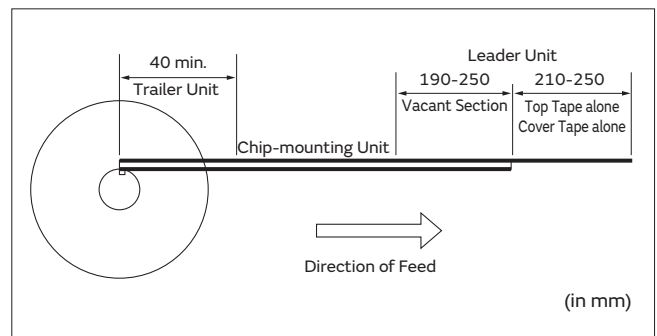 Leader Unit
40 min.
190-250
210-250
Trailer Unit
Vacant Section
Top Tape alone
Cover Tape alone
Chip-mounting Unit
Direction of Feed
(in mm)